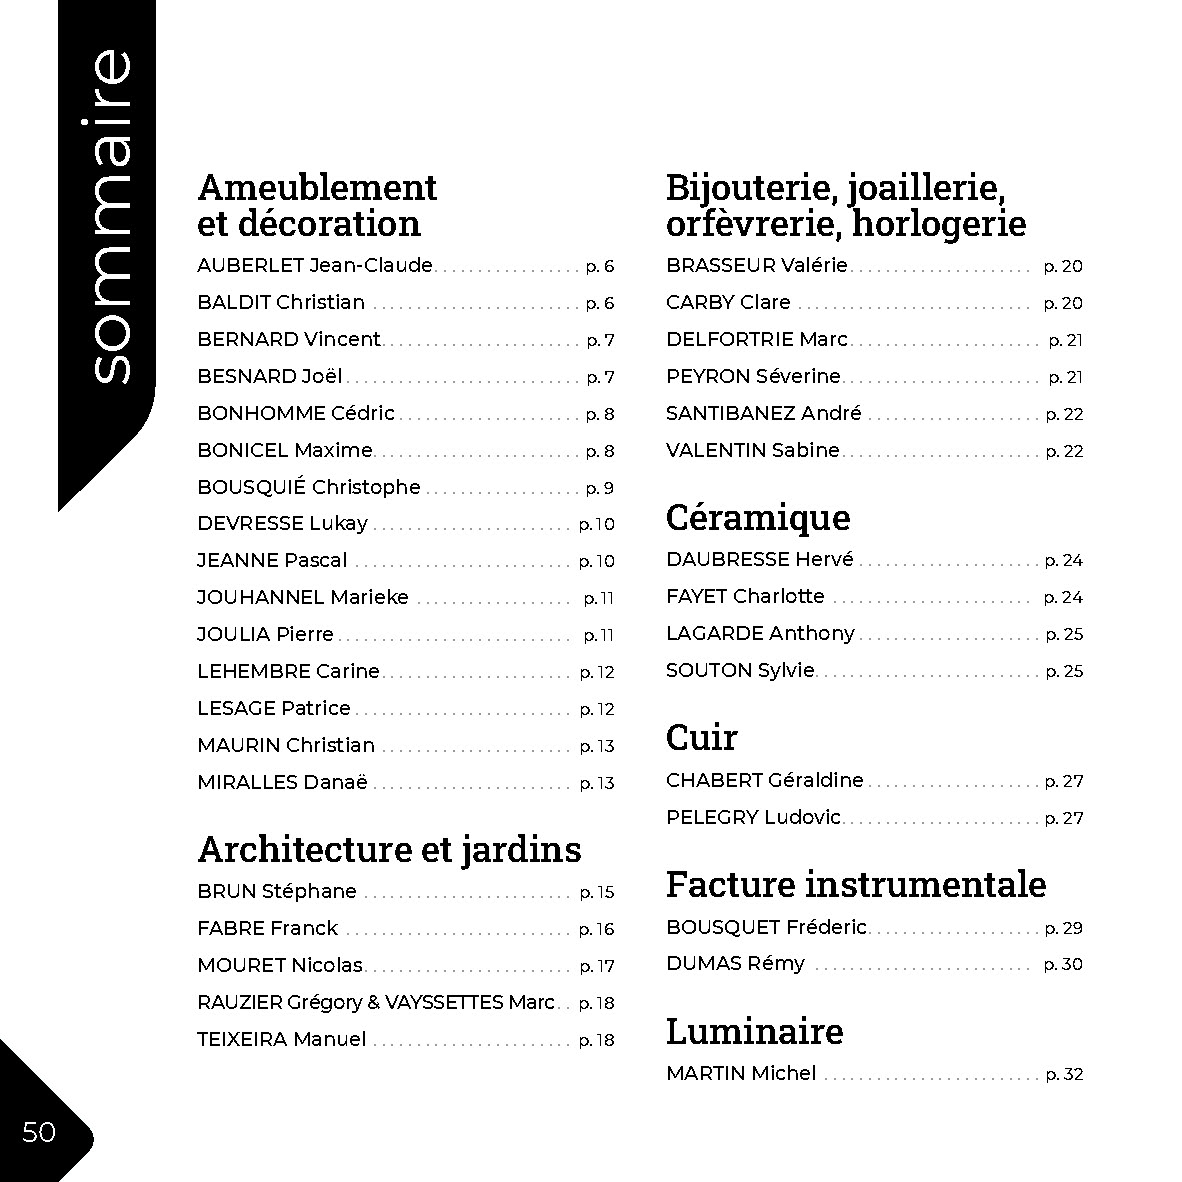 sommaire
Ameublement
et décoration
AUBERLET Jean-Claude. . . . . . . . . . . . . . . . . p. 6
BALDIT Christian . . . . . . . . . . . . . . . . . . . . . . . . p. 6
BERNARD Vincent. . . . . . . . . . . . . . . . . . . . . . . p. 7
BESNARD Joël . . . . . . . . . . . . . . . . . . . . . . . . . . . p. 7
BONHOMME Cédric . . . . . . . . . . . . . . . . . . . . . p. 8
BONICEL Maxime. . . . . . . . . . . . . . . . . . . . . . . . p. 8
BOUSQUIÉ Christophe . . . . . . . . . . . . . . . . . . p. 9
DEVRESSE Lukay . . . . . . . . . . . . . . . . . . . . . . . p. 10
JEANNE Pascal . . . . . . . . . . . . . . . . . . . . . . . . . p. 10
JOUHANNEL Marieke . . . . . . . . . . . . . . . . . . p. 11
JOULIA Pierre . . . . . . . . . . . . . . . . . . . . . . . . . . . p. 11
LEHEMBRE Carine. . . . . . . . . . . . . . . . . . . . . . p. 12
LESAGE Patrice . . . . . . . . . . . . . . . . . . . . . . . . . p. 12
MAURIN Christian . . . . . . . . . . . . . . . . . . . . . . p. 13
MIRALLES Danaë . . . . . . . . . . . . . . . . . . . . . . . p. 13
Architecture et jardins
BRUN Stéphane . . . . . . . . . . . . . . . . . . . . . . . . p. 15
FABRE Franck . . . . . . . . . . . . . . . . . . . . . . . . . . p. 16
MOURET Nicolas. . . . . . . . . . . . . . . . . . . . . . . . p. 17
RAUZIER Grégory & VAYSSETTES Marc. . p. 18
TEIXEIRA Manuel . . . . . . . . . . . . . . . . . . . . . . . p. 18
Bijouterie, joaillerie,
orfèvrerie, horlogerie
BRASSEUR Valérie. . . . . . . . . . . . . . . . . . . . . p. 20
CARBY Clare . . . . . . . . . . . . . . . . . . . . . . . . . . . p. 20
DELFORTRIE Marc. . . . . . . . . . . . . . . . . . . . . . p. 21
PEYRON Séverine. . . . . . . . . . . . . . . . . . . . . . . p. 21
SANTIBANEZ André . . . . . . . . . . . . . . . . . . . . p. 22
VALENTIN Sabine. . . . . . . . . . . . . . . . . . . . . . . p. 22
Céramique
DAUBRESSE Hervé . . . . . . . . . . . . . . . . . . . . . p. 24
FAYET Charlotte . . . . . . . . . . . . . . . . . . . . . . . p. 24
LAGARDE Anthony . . . . . . . . . . . . . . . . . . . . . p. 25
SOUTON Sylvie. . . . . . . . . . . . . . . . . . . . . . . . . . p. 25
Cuir
CHABERT Géraldine . . . . . . . . . . . . . . . . . . . . p. 27
PELEGRY Ludovic. . . . . . . . . . . . . . . . . . . . . . . p. 27
Facture instrumentale
BOUSQUET Fréderic. . . . . . . . . . . . . . . . . . . . p. 29
DUMAS Rémy . . . . . . . . . . . . . . . . . . . . . . . . . p. 30
Luminaire
MARTIN Michel . . . . . . . . . . . . . . . . . . . . . . . . . p. 32
50